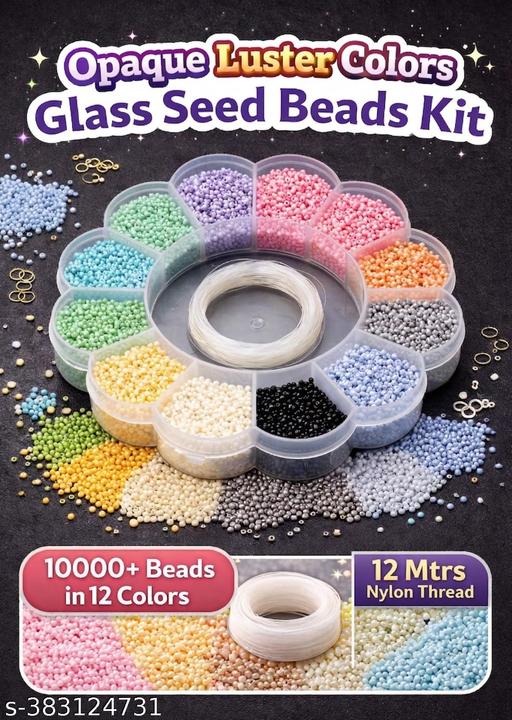 Opaque Luster Colors
Glass Seed Beads Kit
10000+ Beads
in 12 Colors
12 Mtrs
Nylon Thread
s-383124731